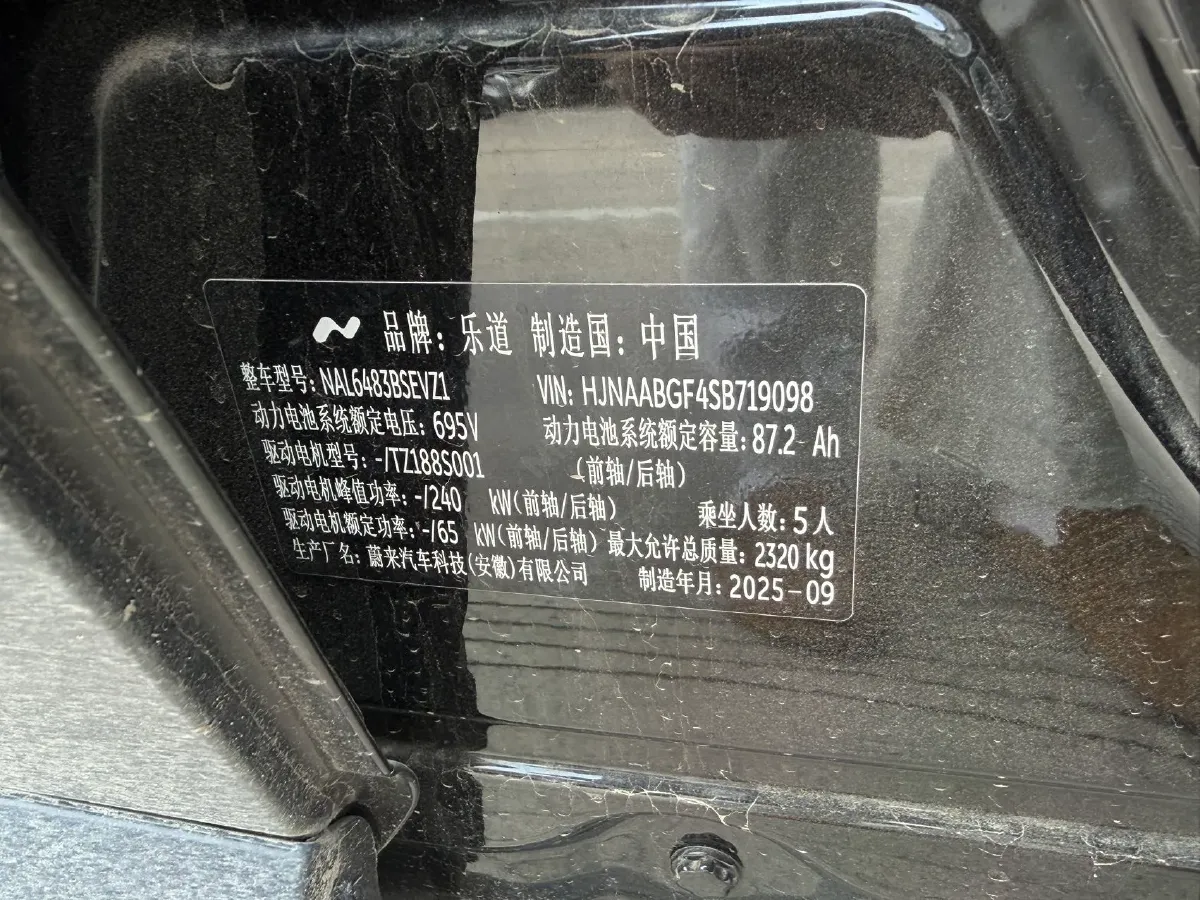 品牌：乐道 制造国：中国
整车型号：NAL6483BSEVZ1 VIN：HJNAABGF4SB719098
动力电池系统额定电压：695V 动力电池系统额定容量：87.2 Ah
驱动电机型号：-/TZ188S001 （前轴/后轴）
驱动电机峰值功率：-/240 kW（前轴/后轴） 乘坐人数：5人
驱动电机额定功率：-/65 kW（前轴/后轴） 最大允许总质量：2320 kg
生产厂名：蔚来汽车科技（安徽）有限公司 制造年月：2025-09